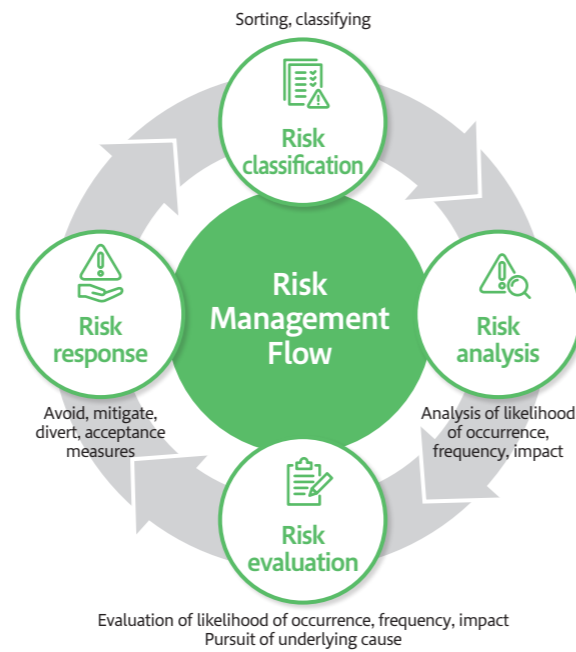 Sorting, classifying
Risk
classification
Risk
Management
Flow
Risk
analysis
Analysis of likelihood
of occurrence,
frequency, impact
Risk
evaluation
Evaluation of likelihood of occurrence, frequency, impact
Pursuit of underlying cause
Risk
response
Avoid, mitigate,
divert, acceptance
measures